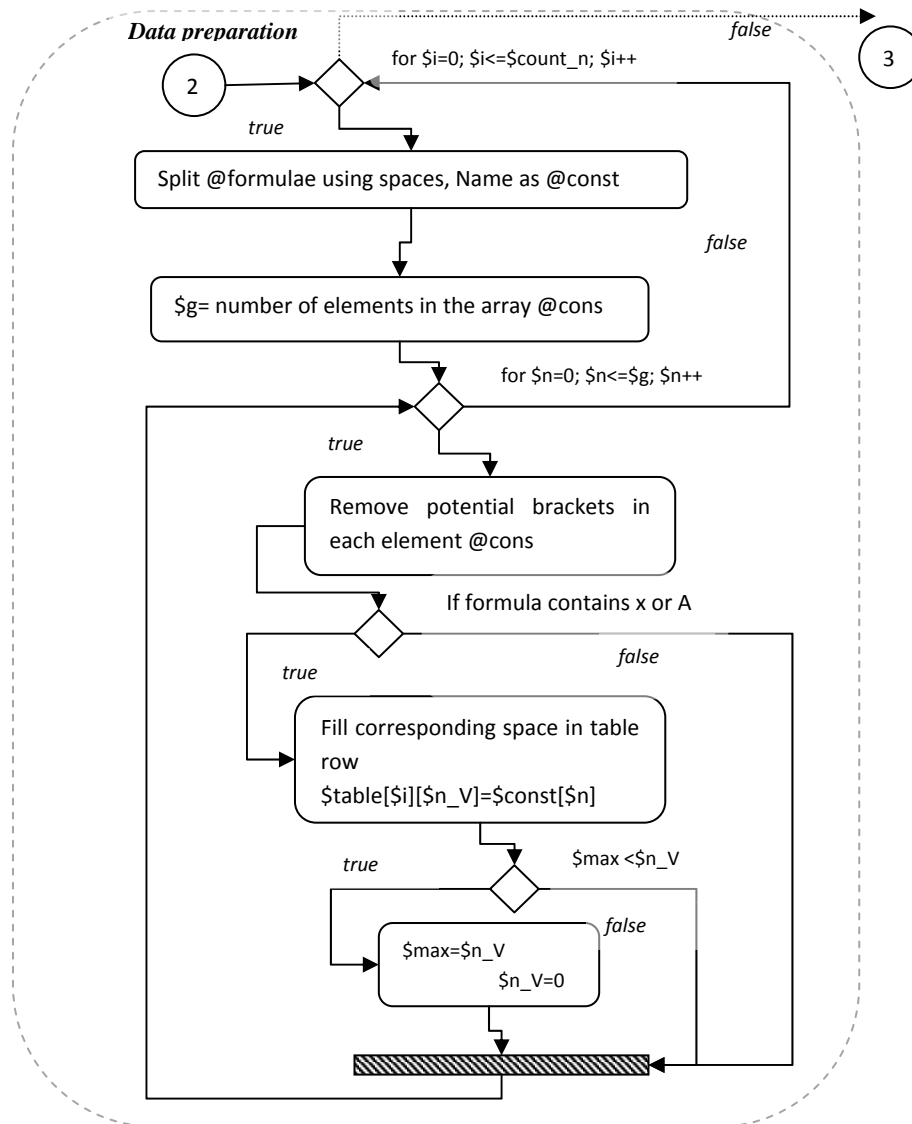 Data preparation
false
for $i=0; $i<=$count_n; $i++
2
3
true
Split @formulae using spaces, Name as @const
false
$g= number of elements in the array @cons
for $n=0; $n<=$g; $n++
true
Remove potential brackets in
each element @cons
If formula contains x or A
false
true
Fill corresponding space in table
row
$table[$i][$n_V]=$const[$n]
$max <$n_V
true
false
$max=$n_V
$n_V=0